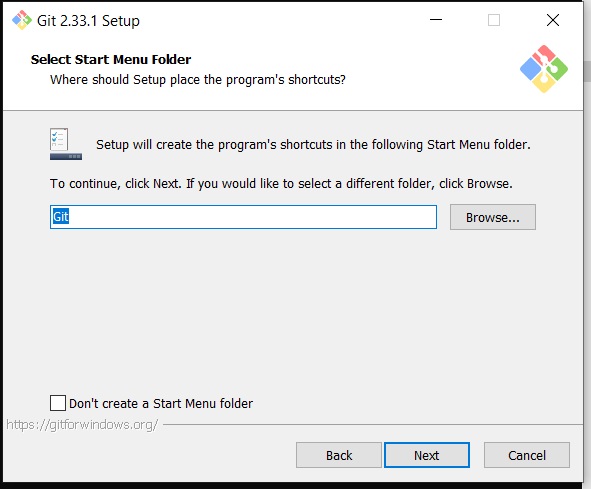 Git 2.33.1 Setup
Select Start Menu Folder
Where should Setup place the program's shortcuts?
Setup will create the program's shortcuts in the following Start Menu folder.
To continue, click Next. If you would like to select a different folder, click Browse.
Git
Browse...
Don't create a Start Menu folder
https://gitforwindows.org/
Back
Next
Cancel